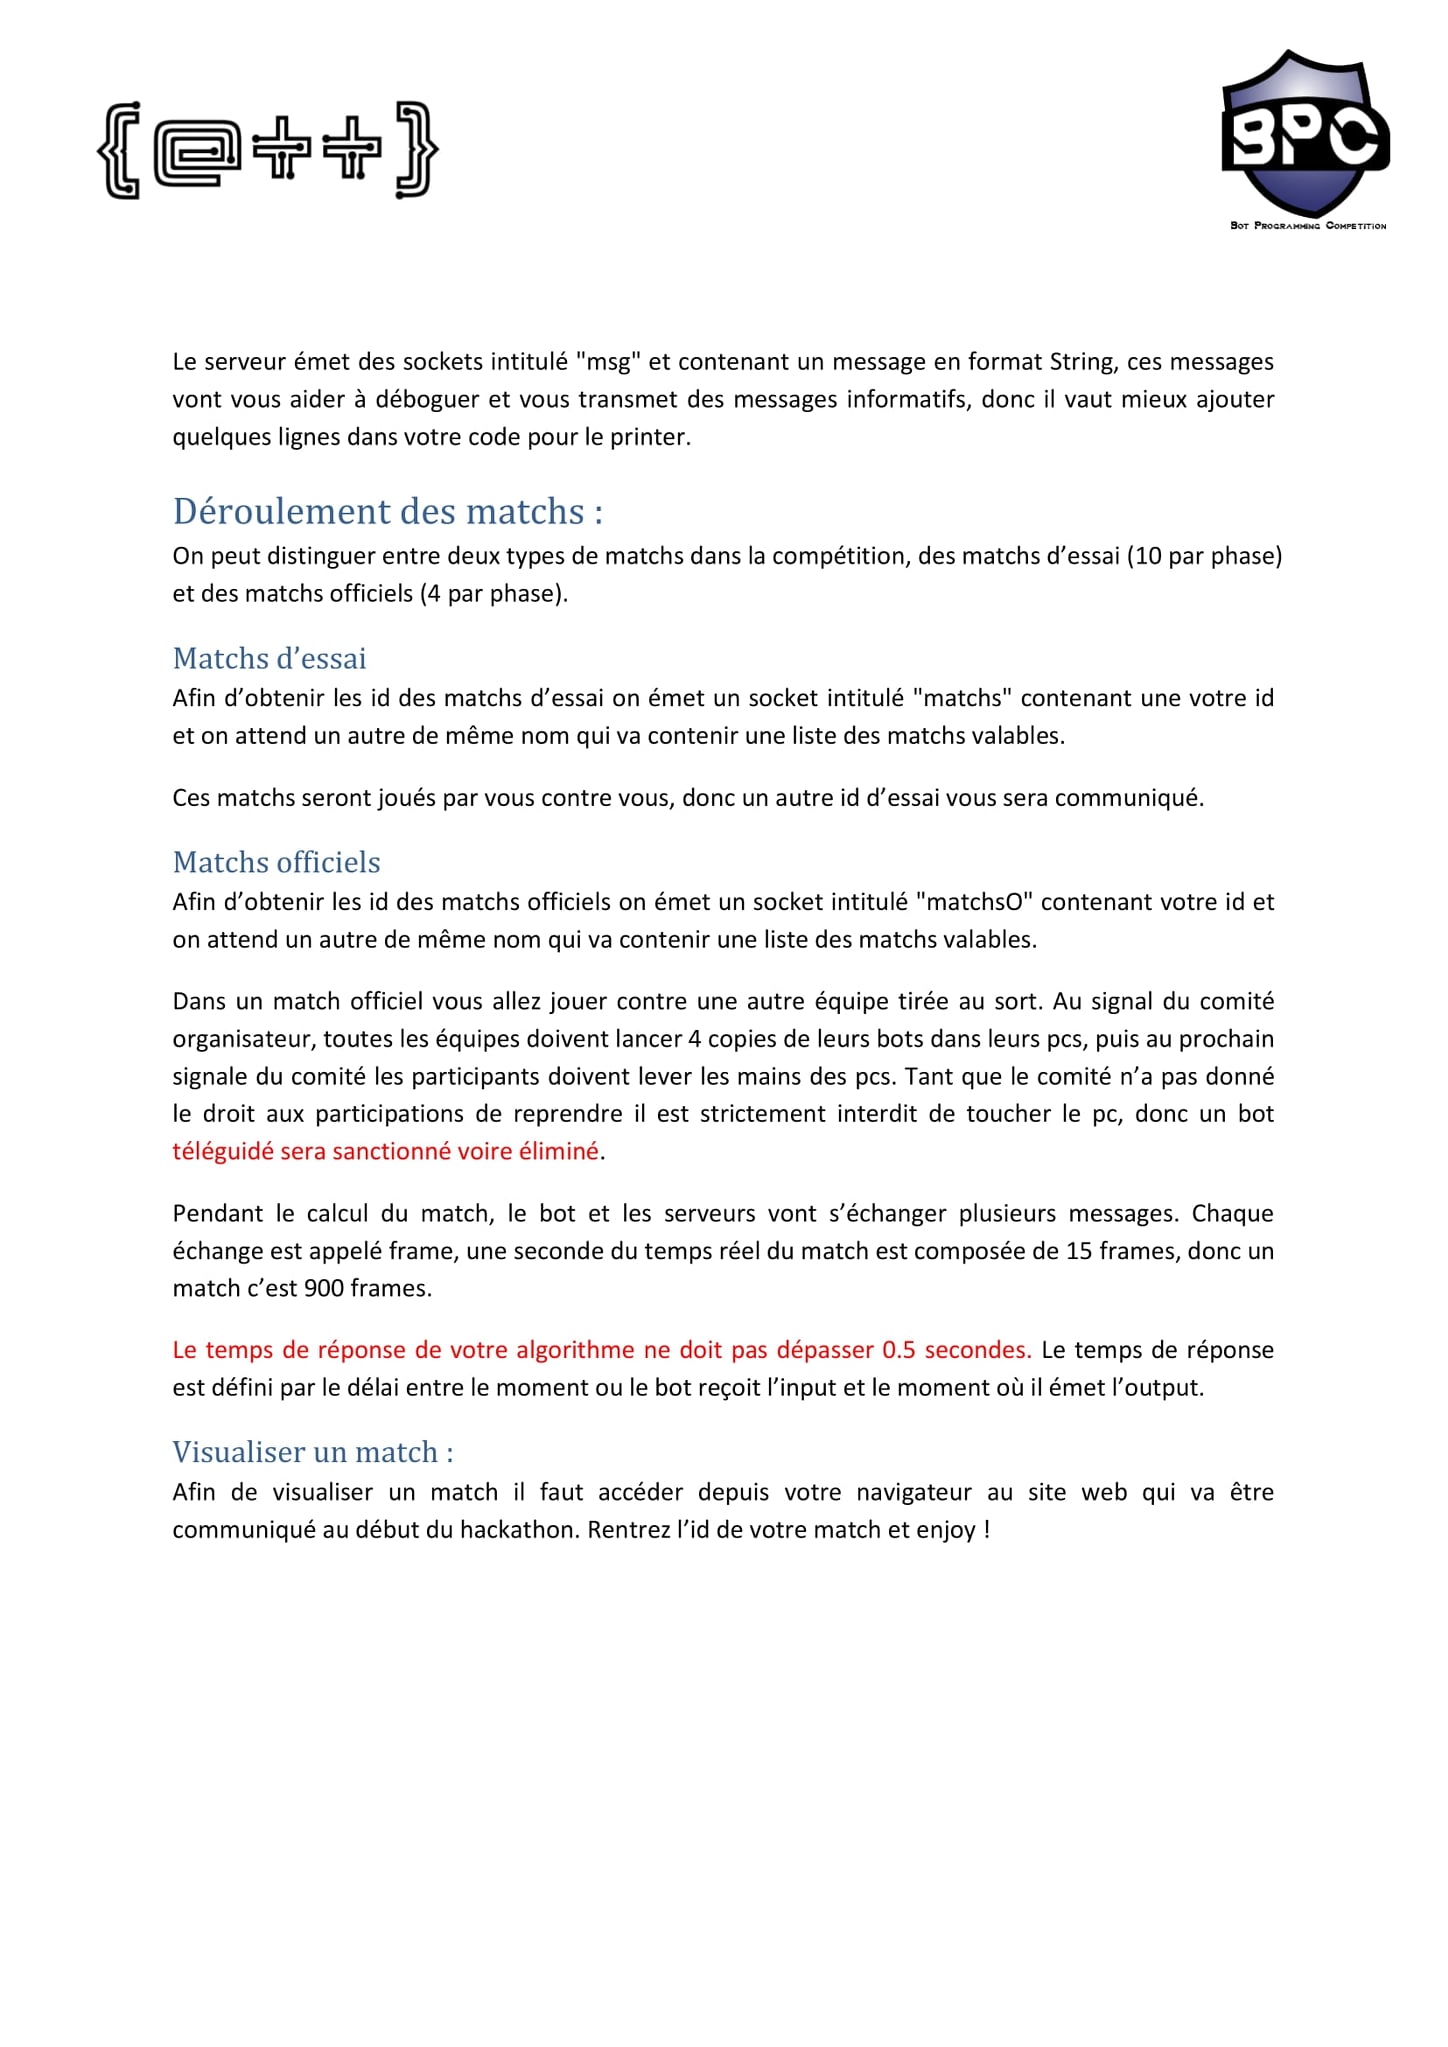 {@++}
BPC
Bot Programming Competition
Le serveur émet des sockets intitulé "msg" et contenant un message en format String, ces messages
vont vous aider à déboguer et vous transmet des messages informatifs, donc il vaut mieux ajouter
quelques lignes dans votre code pour le printer.
Déroulement des matchs :
On peut distinguer entre deux types de matchs dans la compétition, des matchs d’essai (10 par phase)
et des matchs officiels (4 par phase).
Matchs d’essai
Afin d’obtenir les id des matchs d’essai on émet un socket intitulé "matchs" contenant une votre id
et on attend un autre de même nom qui va contenir une liste des matchs valables.
Ces matchs seront joués par vous contre vous, donc un autre id d’essai vous sera communiqué.
Matchs officiels
Afin d’obtenir les id des matchs officiels on émet un socket intitulé "matchsO" contenant votre id et
on attend un autre de même nom qui va contenir une liste des matchs valables.
Dans un match officiel vous allez jouer contre une autre équipe tirée au sort. Au signal du comité
organisateur, toutes les équipes doivent lancer 4 copies de leurs bots dans leurs pcs, puis au prochain
signale du comité les participants doivent lever les mains des pcs. Tant que le comité n’a pas donné
le droit aux participations de reprendre il est strictement interdit de toucher le pc, donc un bot
téléguidé sera sanctionné voire éliminé.
Pendant le calcul du match, le bot et les serveurs vont s’échanger plusieurs messages. Chaque
échange est appelé frame, une seconde du temps réel du match est composée de 15 frames, donc un
match c’est 900 frames.
Le temps de réponse de votre algorithme ne doit pas dépasser 0.5 secondes. Le temps de réponse
est défini par le délai entre le moment ou le bot reçoit l’input et le moment où il émet l’output.
Visualiser un match :
Afin de visualiser un match il faut accéder depuis votre navigateur au site web qui va être
communiqué au début du hackathon. Rentrez l’id de votre match et enjoy !